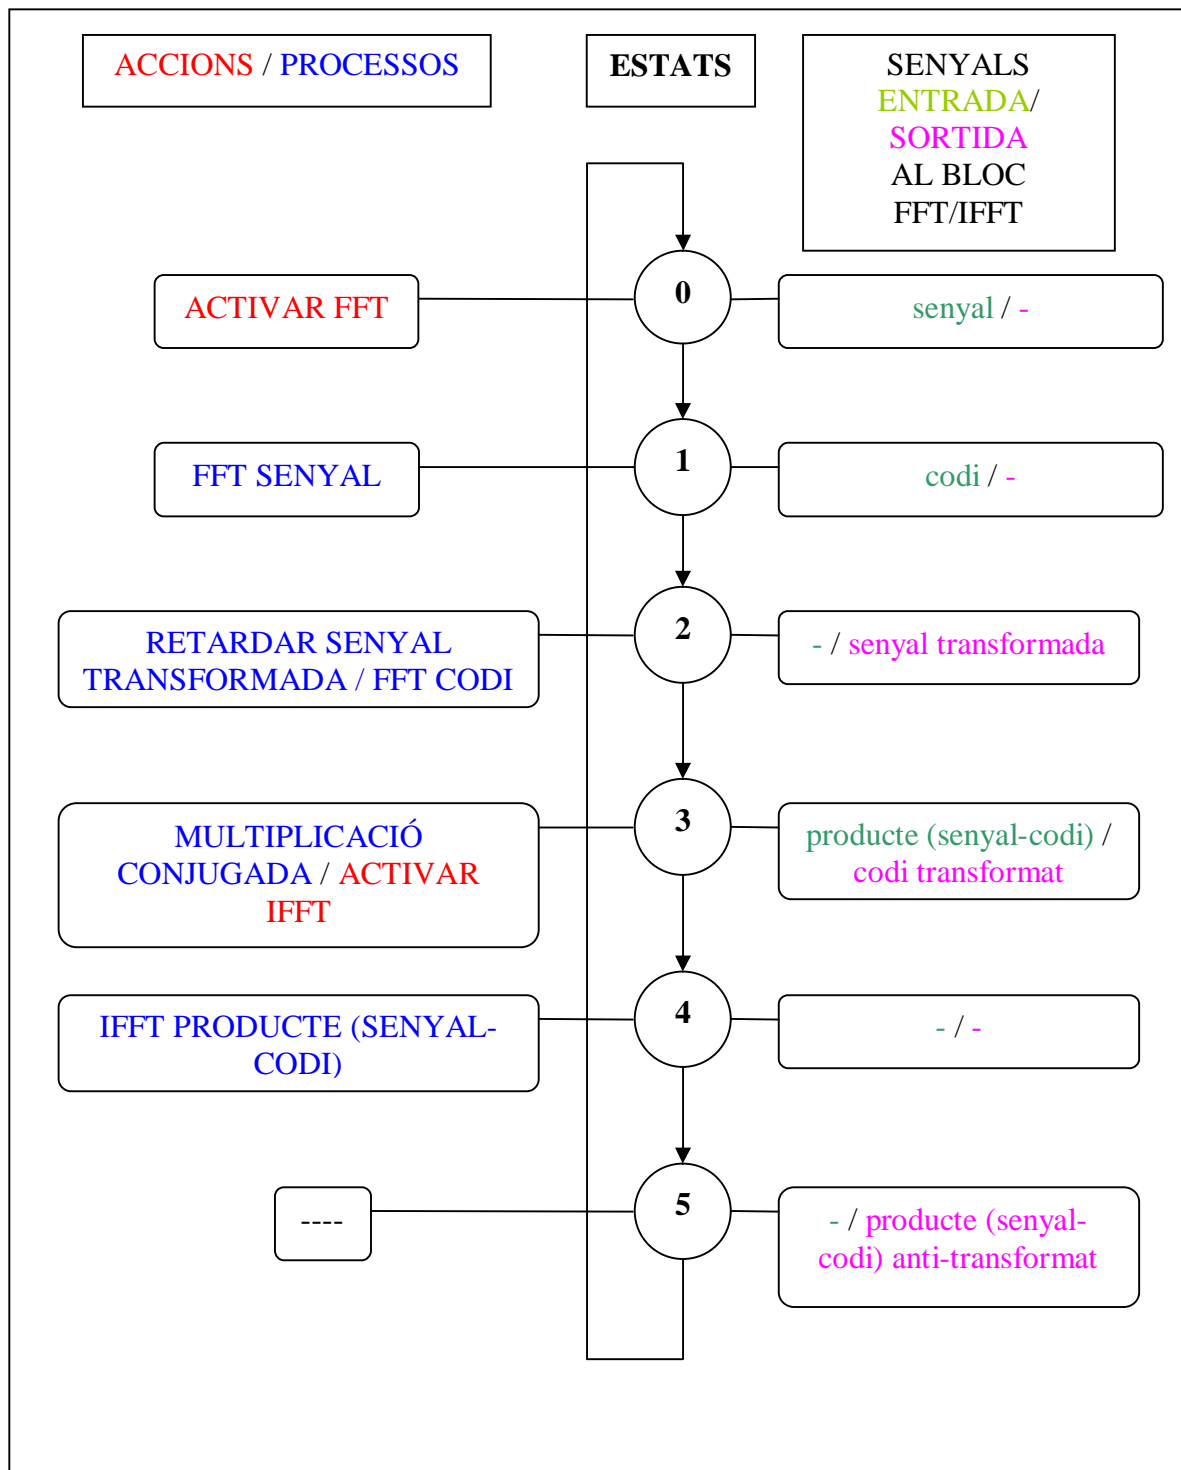 ACCIONS / PROCESSOS
ESTATS
SENYALS
ENTRADA/
SORTIDA
AL BLOC
FFT/IFFT
ACTIVAR FFT
0
senyal / -
FFT SENYAL
1
codi / -
RETARDAR SENYAL
TRANSFORMADA / FFT CODI
2
- / senyal transformada
MULTIPLICACIÓ
CONJUGADA / ACTIVAR
IFFT
3
producte (senyal-codi) /
codi transformat
IFFT PRODUCTE (SENYAL-
CODI)
4
- / -
----
5
- / producte (senyal-
codi) anti-transformat